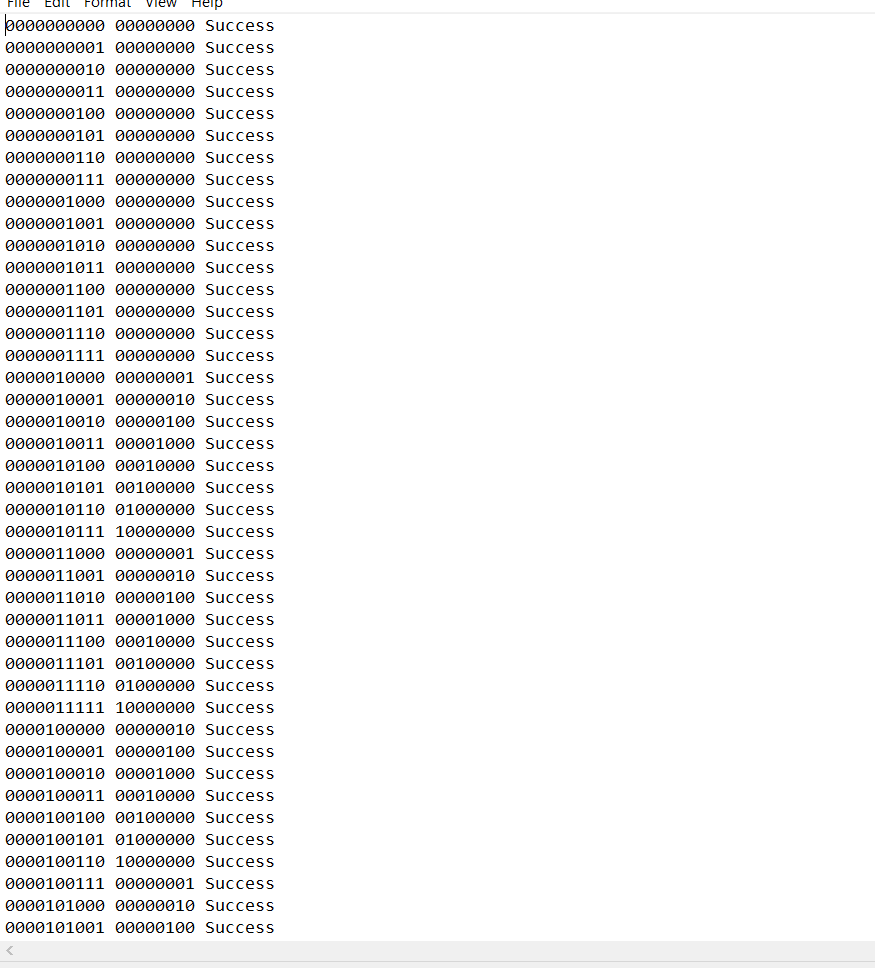 File Edit Format View Help
0000000000 00000000 Success
0000000001 00000000 Success
0000000010 00000000 Success
0000000011 00000000 Success
0000000100 00000000 Success
0000000101 00000000 Success
0000000110 00000000 Success
0000000111 00000000 Success
0000001000 00000000 Success
0000001001 00000000 Success
0000001010 00000000 Success
0000001011 00000000 Success
0000001100 00000000 Success
0000001101 00000000 Success
0000001110 00000000 Success
0000001111 00000000 Success
0000010000 00000001 Success
0000010001 00000010 Success
0000010010 00000100 Success
0000010011 00001000 Success
0000010100 00010000 Success
0000010101 00100000 Success
0000010110 01000000 Success
0000010111 10000000 Success
0000011000 00000001 Success
0000011001 00000010 Success
0000011010 00000100 Success
0000011011 00001000 Success
0000011100 00010000 Success
0000011101 00100000 Success
0000011110 01000000 Success
0000011111 10000000 Success
0000100000 00000010 Success
0000100001 00000100 Success
0000100010 00001000 Success
0000100011 00010000 Success
0000100100 00100000 Success
0000100101 01000000 Success
0000100110 10000000 Success
0000100111 00000001 Success
0000101000 00000010 Success
0000101001 00000100 Success